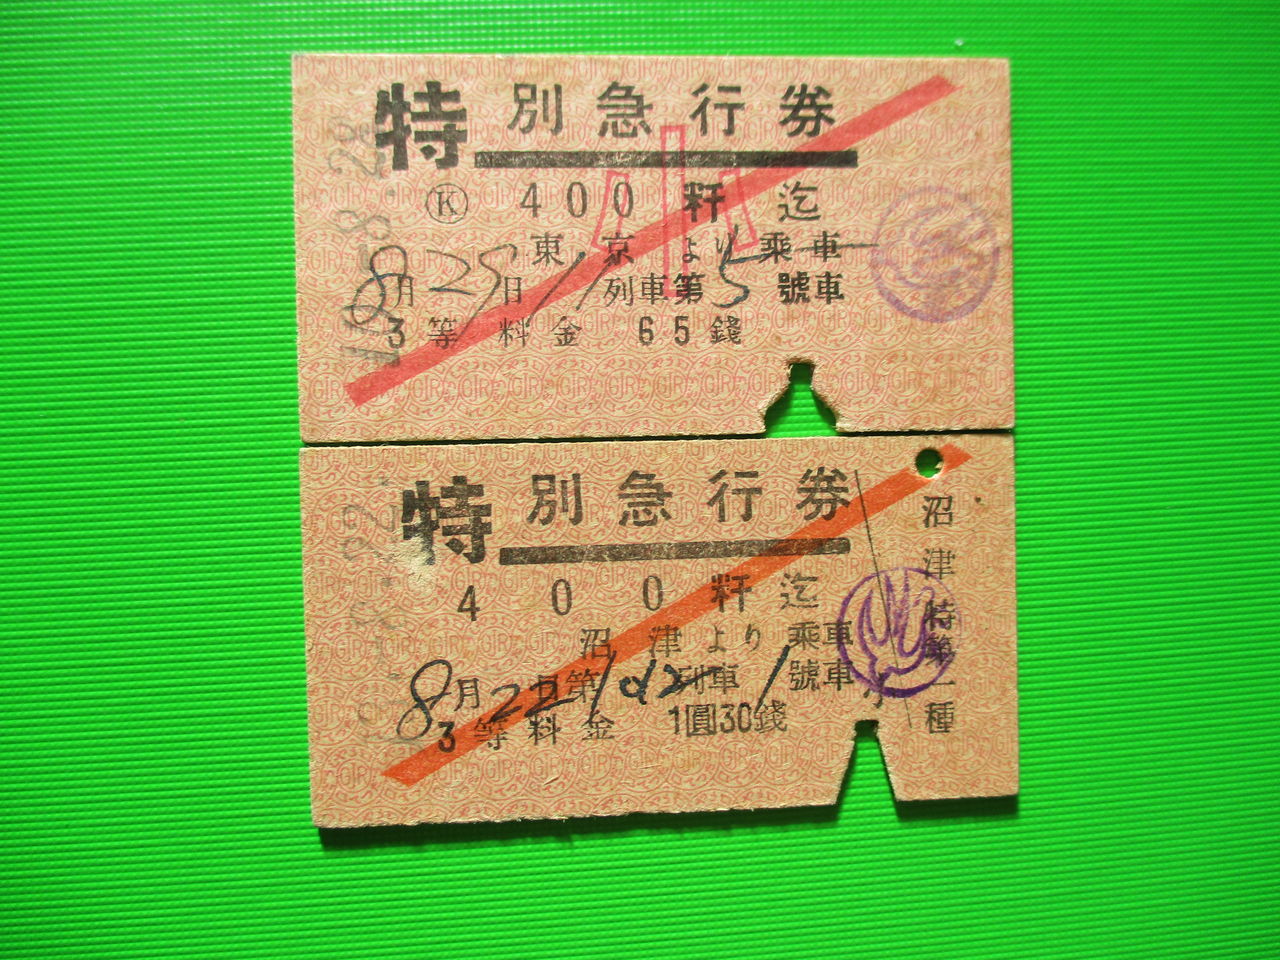 特別急行券
小
Ⓚ 400粁迄
東京より乗車
8月25日11列車第5號車
3等料金 65錢
特別急行券
400粁迄
沼津より乗車
8月22日第1042列車1號車
3等料金 1圓30錢
沼津特第一種